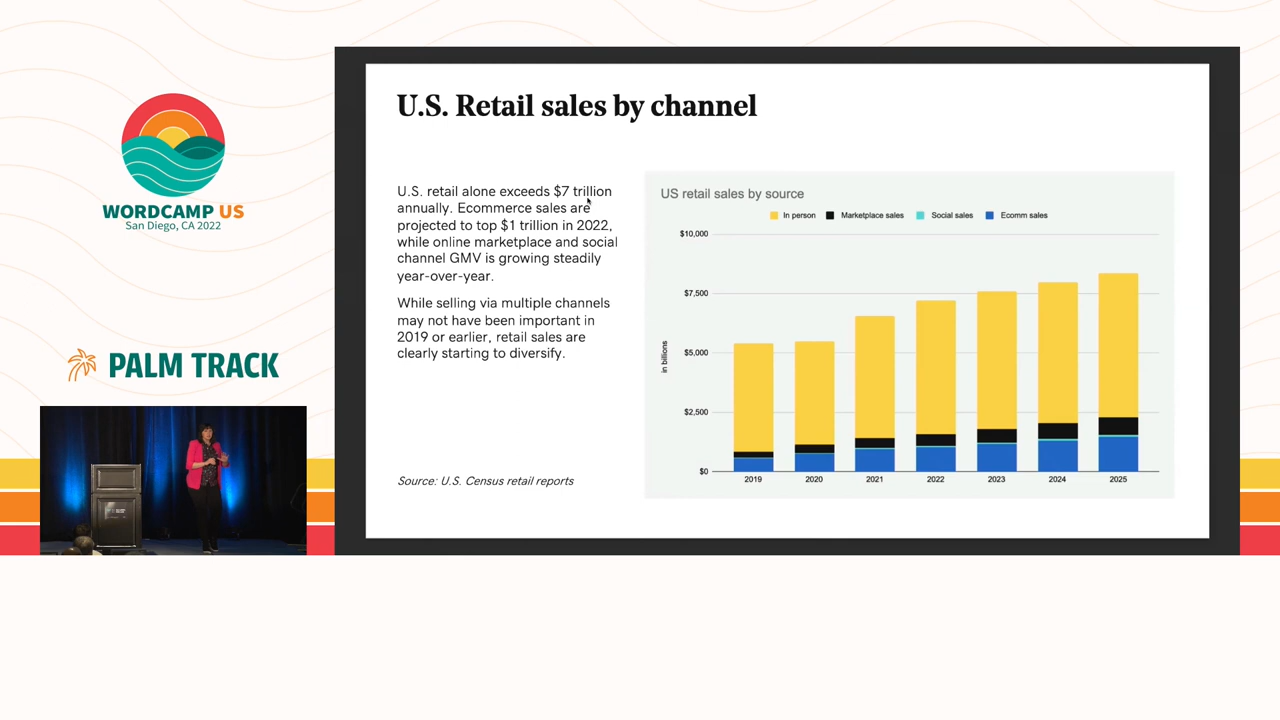 WORDCAMP US
San Diego, CA 2022
PALM TRACK
U.S. Retail sales by channel
U.S. retail alone exceeds $7 trillion
annually. Ecommerce sales are
projected to top $1 trillion in 2022,
while online marketplace and social
channel GMV is growing steadily
year-over-year.
While selling via multiple channels
may not have been important in
2019 or earlier, retail sales are
clearly starting to diversify.
Source: U.S. Census retail reports
US retail sales by source
In person Marketplace sales Social sales Ecomm sales
in billions
$10,000
$7,500
$5,000
$2,500
$0
2019 2020 2021 2022 2023 2024 2025